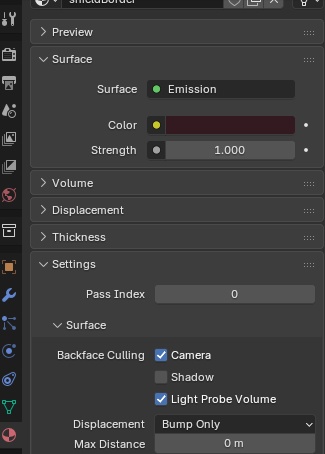 shieldBorder
Preview
Surface
Surface Emission
Color
Strength 1.000
Volume
Displacement
Thickness
Settings
Pass Index 0
Surface
Backface Culling Camera
Shadow
Light Probe Volume
Displacement Bump Only
Max Distance 0 m